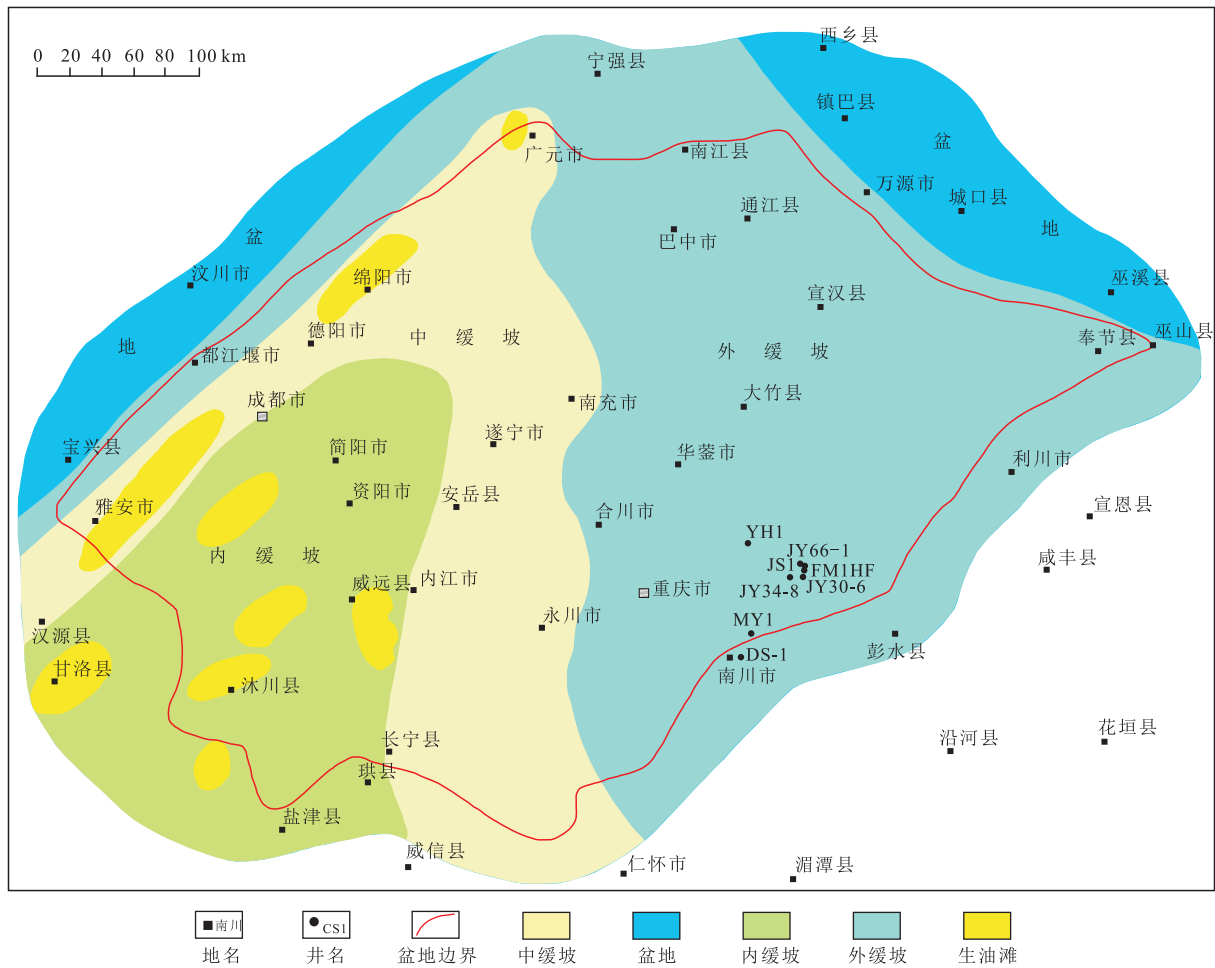 0 20 40 60 80 100 km
西乡县
宁强县
镇巴县
盆
广元市
南江县
万源市
城口县
通江县
地
巴中市
盆
汶川市
绵阳市
巫溪县
宣汉县
德阳市
中 缓 坡
地
都江堰市
外 缓 坡
奉节县
巫山县
成都市
南充市
大竹县
遂宁市
宝兴县
简阳市
华蓥市
利川市
资阳市
安岳县
雅安市
合川市
宣恩县
YH1
内 缓 坡
JY66-1
咸丰县
JS1
FM1HF
威远县
内江市
重庆市
JY34-8
JY30-6
永川市
MY1
汉源县
彭水县
DS-1
甘洛县
南川市
沐川县
花垣县
长宁县
沿河县
珙县
盐津县
威信县
仁怀市
湄潭县
南川
CS1
地名
井名
盆地边界
中缓坡
盆地
内缓坡
外缓坡
生油滩